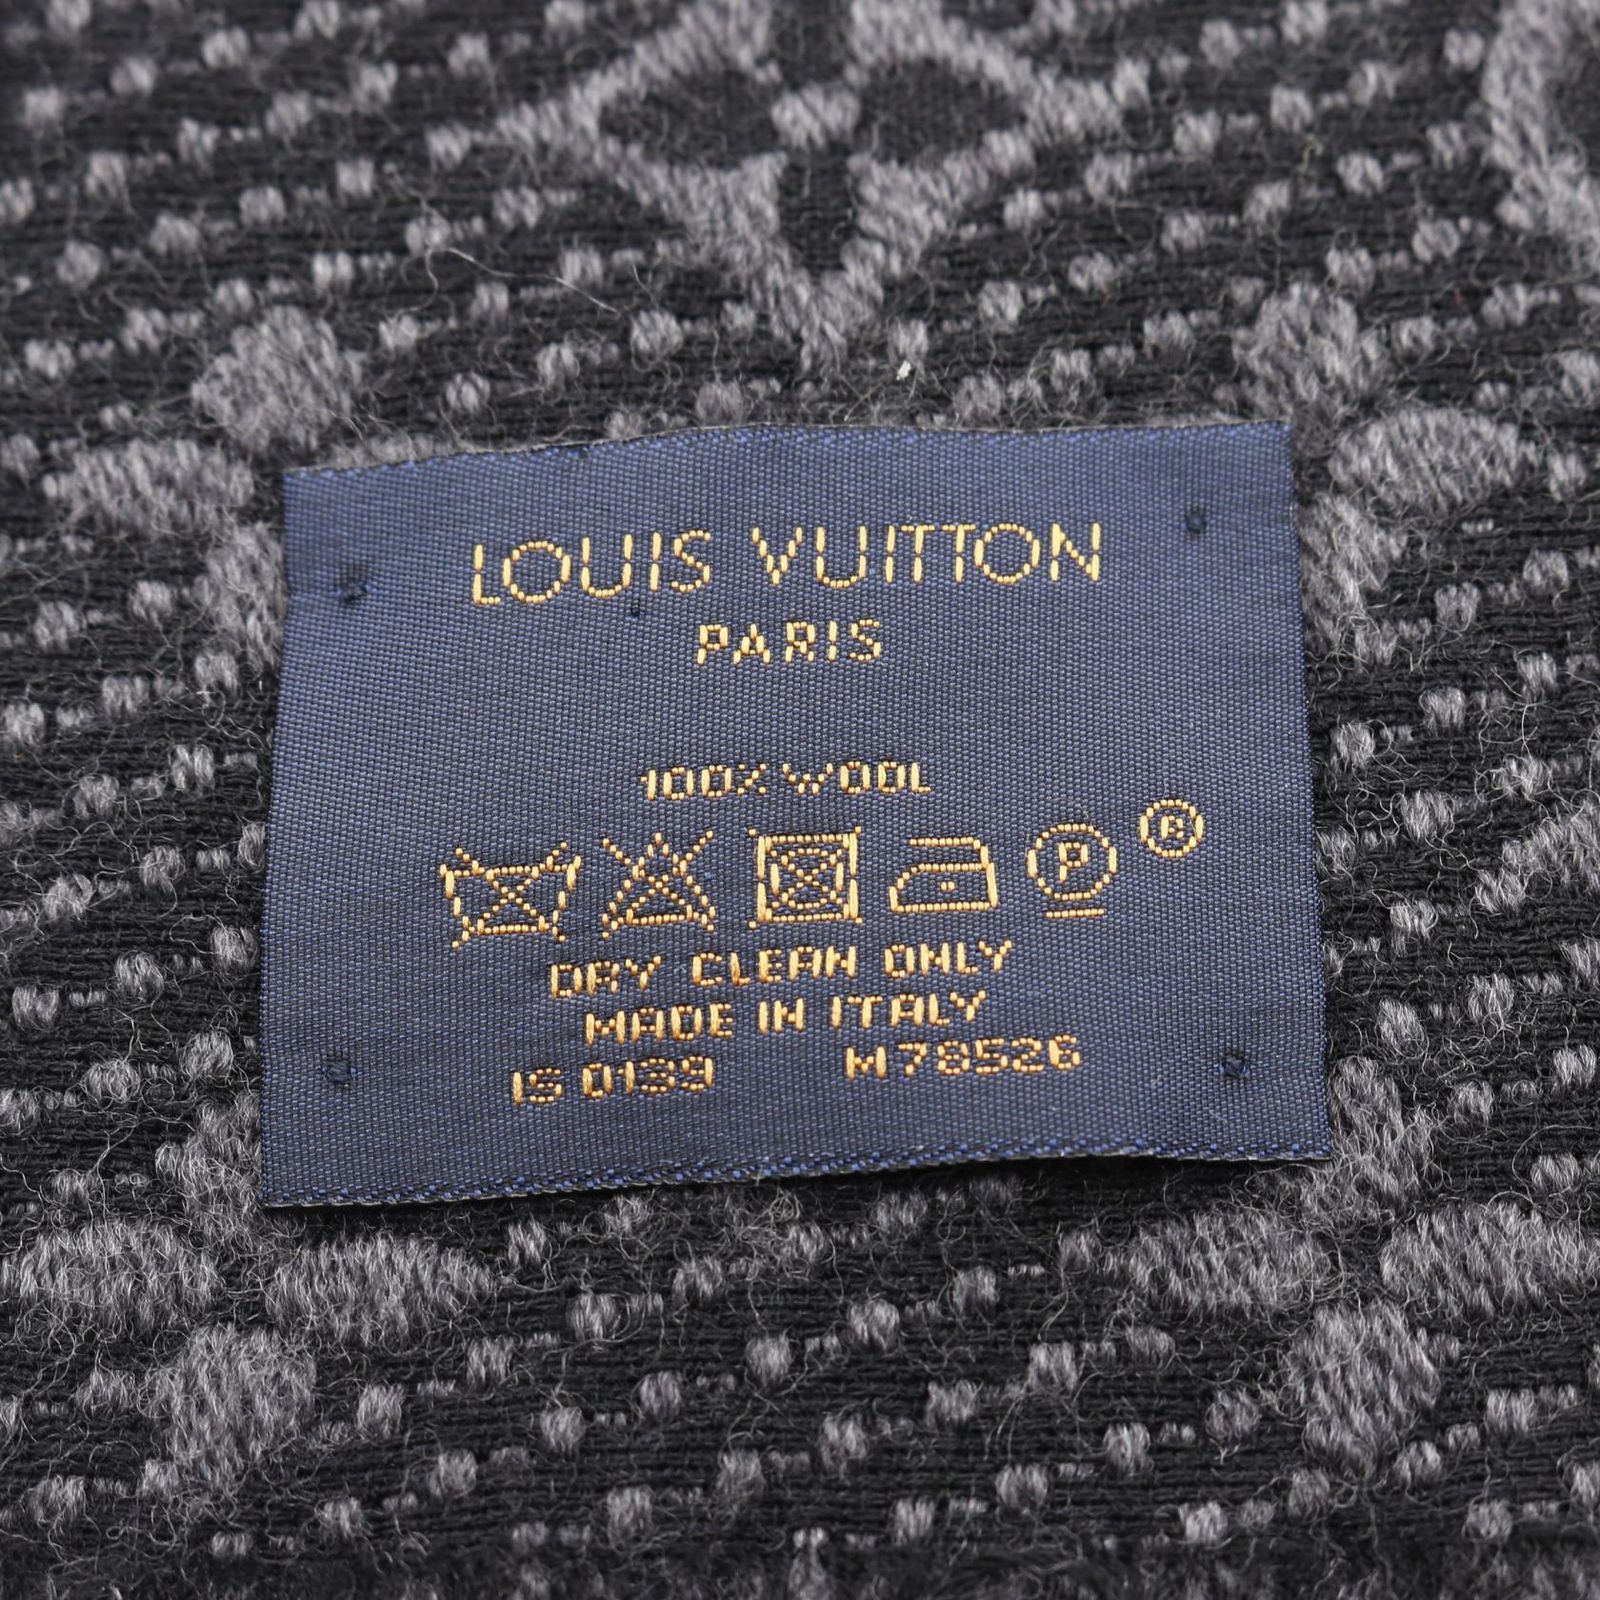 LOUIS VUITTON
PARIS
100% WOOL
P ®
DRY CLEAN ONLY
MADE IN ITALY
IS 0139 M78526